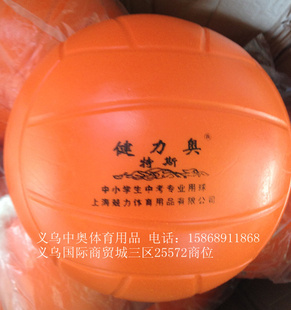 健力奥®
特斯
中小学生中考专业用球
上海兢力体育用品有限公司
义乌中奥体育用品 电话：15868911868
义乌国际商贸城三区25572商位